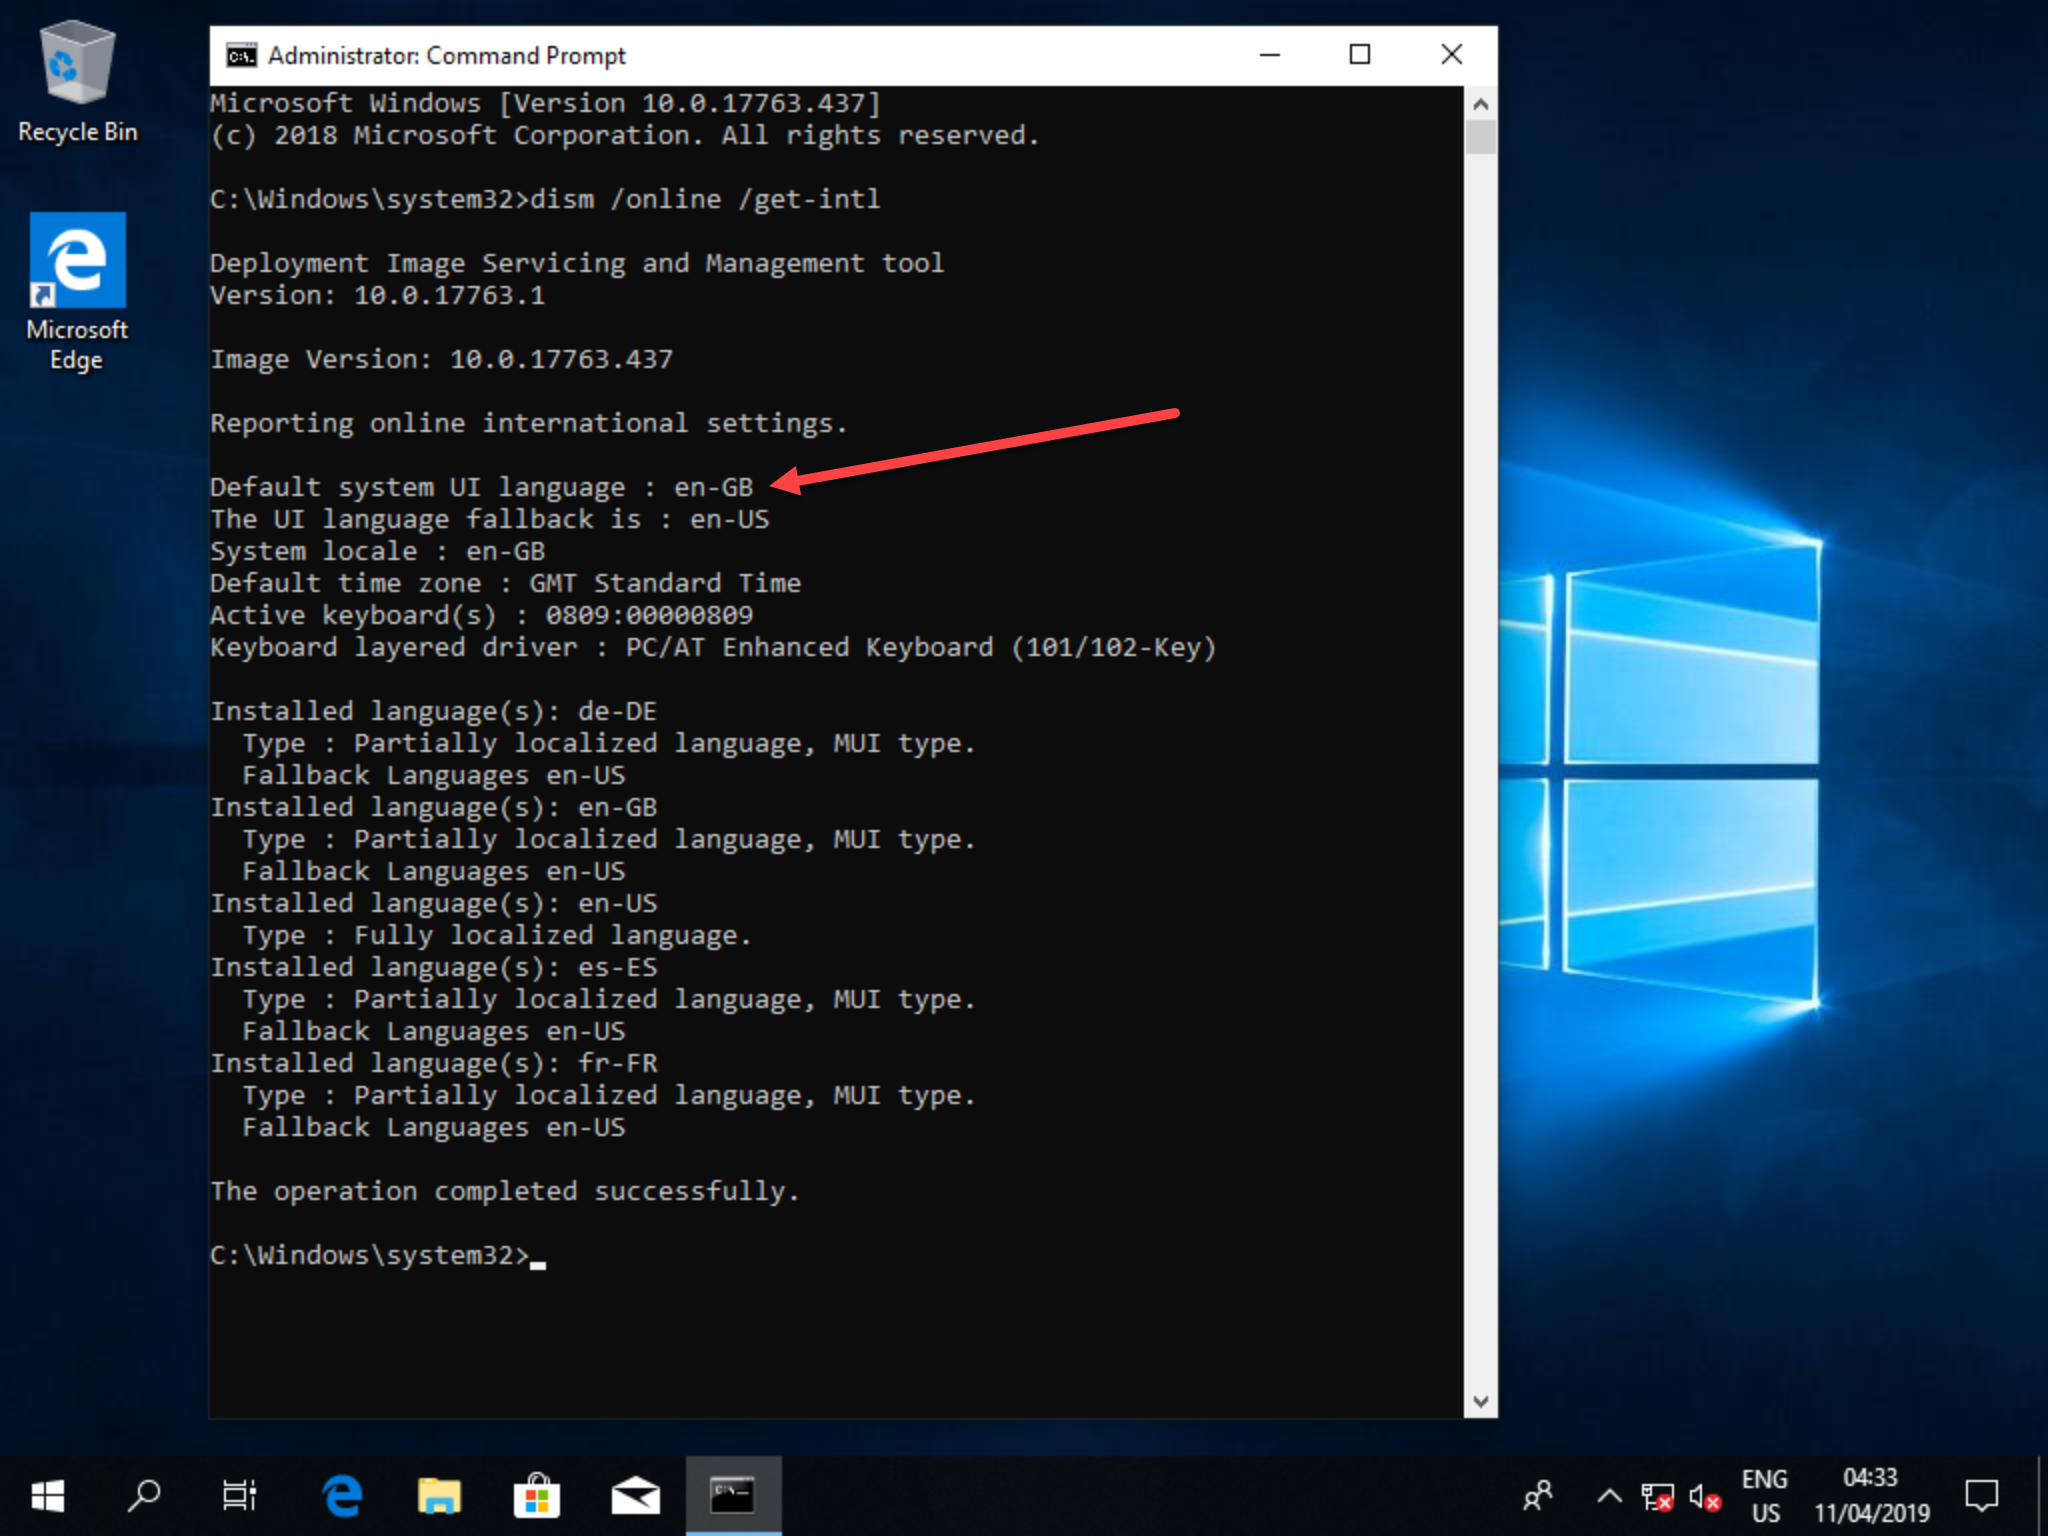 Recycle Bin
Microsoft
Edge
Administrator: Command Prompt
Microsoft Windows [Version 10.0.17763.437]
(c) 2018 Microsoft Corporation. All rights reserved.
C:\Windows\system32>dism /online /get-intl
Deployment Image Servicing and Management tool
Version: 10.0.17763.1
Image Version: 10.0.17763.437
Reporting online international settings.
Default system UI language : en-GB
The UI language fallback is : en-US
System locale : en-GB
Default time zone : GMT Standard Time
Active keyboard(s) : 0809:00000809
Keyboard layered driver : PC/AT Enhanced Keyboard (101/102-Key)
Installed language(s): de-DE
  Type : Partially localized language, MUI type.
  Fallback Languages en-US
Installed language(s): en-GB
  Type : Partially localized language, MUI type.
  Fallback Languages en-US
Installed language(s): en-US
  Type : Fully localized language.
Installed language(s): es-ES
  Type : Partially localized language, MUI type.
  Fallback Languages en-US
Installed language(s): fr-FR
  Type : Partially localized language, MUI type.
  Fallback Languages en-US
The operation completed successfully.
C:\Windows\system32>
ENG
US
04:33
11/04/2019